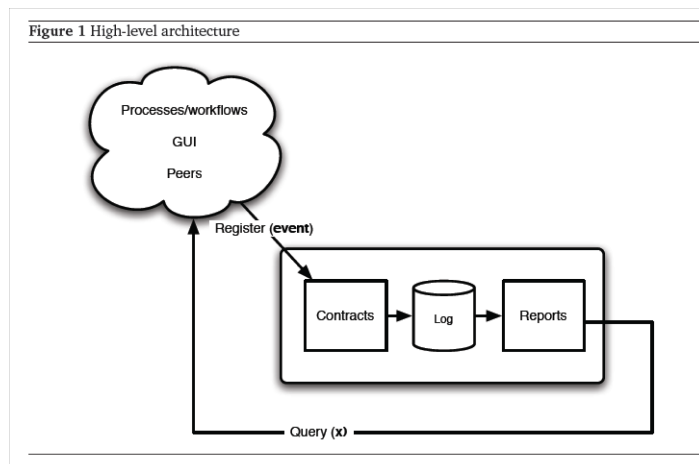 Figure 1 High-level architecture
Processes/workflows
GUI
Peers
Register (event)
Contracts
Log
Reports
Query (x)